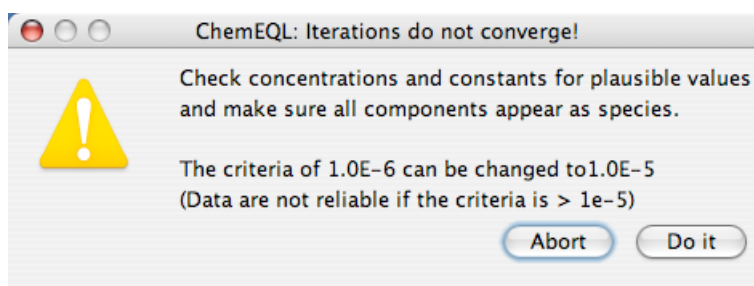 ChemEQL: Iterations do not converge!
Check concentrations and constants for plausible values
and make sure all components appear as species.
The criteria of 1.0E-6 can be changed to1.0E-5
(Data are not reliable if the criteria is > 1e-5)
Abort Do it